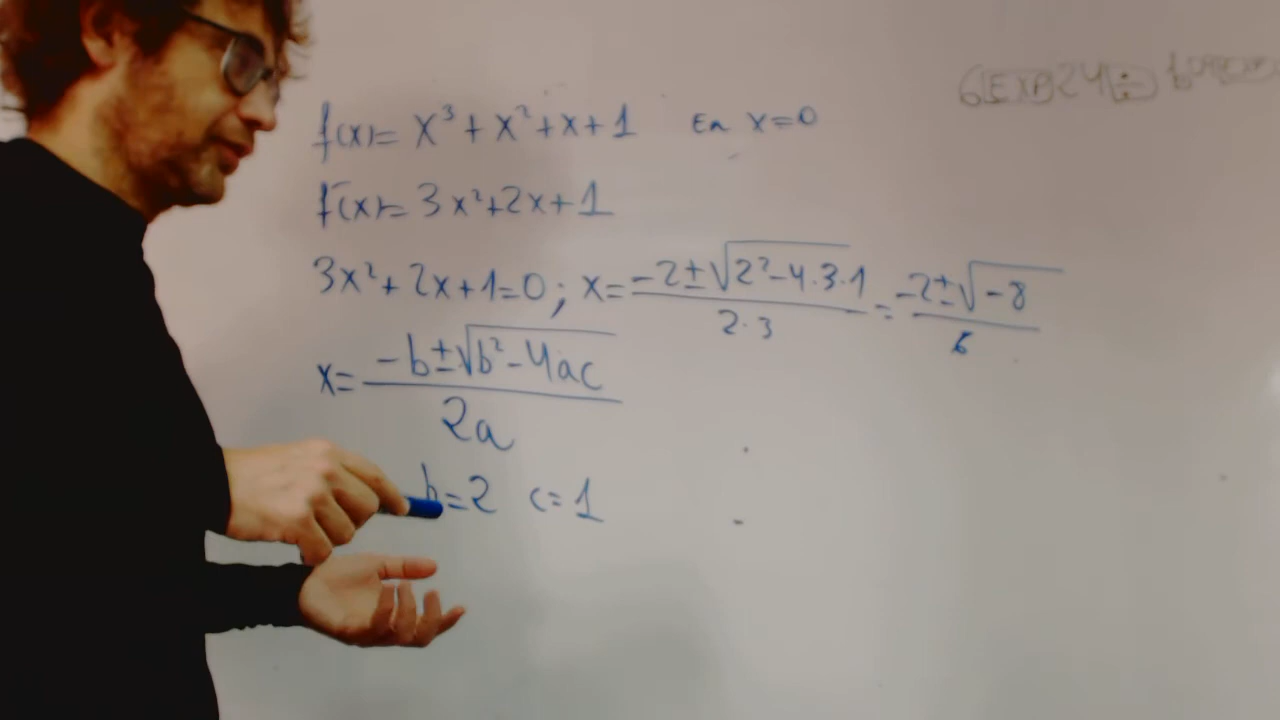 f(x)= x³+x²+x+1 En x=0
f'(x)= 3x²+2x+1
3x²+2x+1=0; x= (-2±√(2²-4·3·1))/(2·3) = (-2±√(-8))/6
x= (-b±√(b²-4ac))/(2a)
b=2 c=1